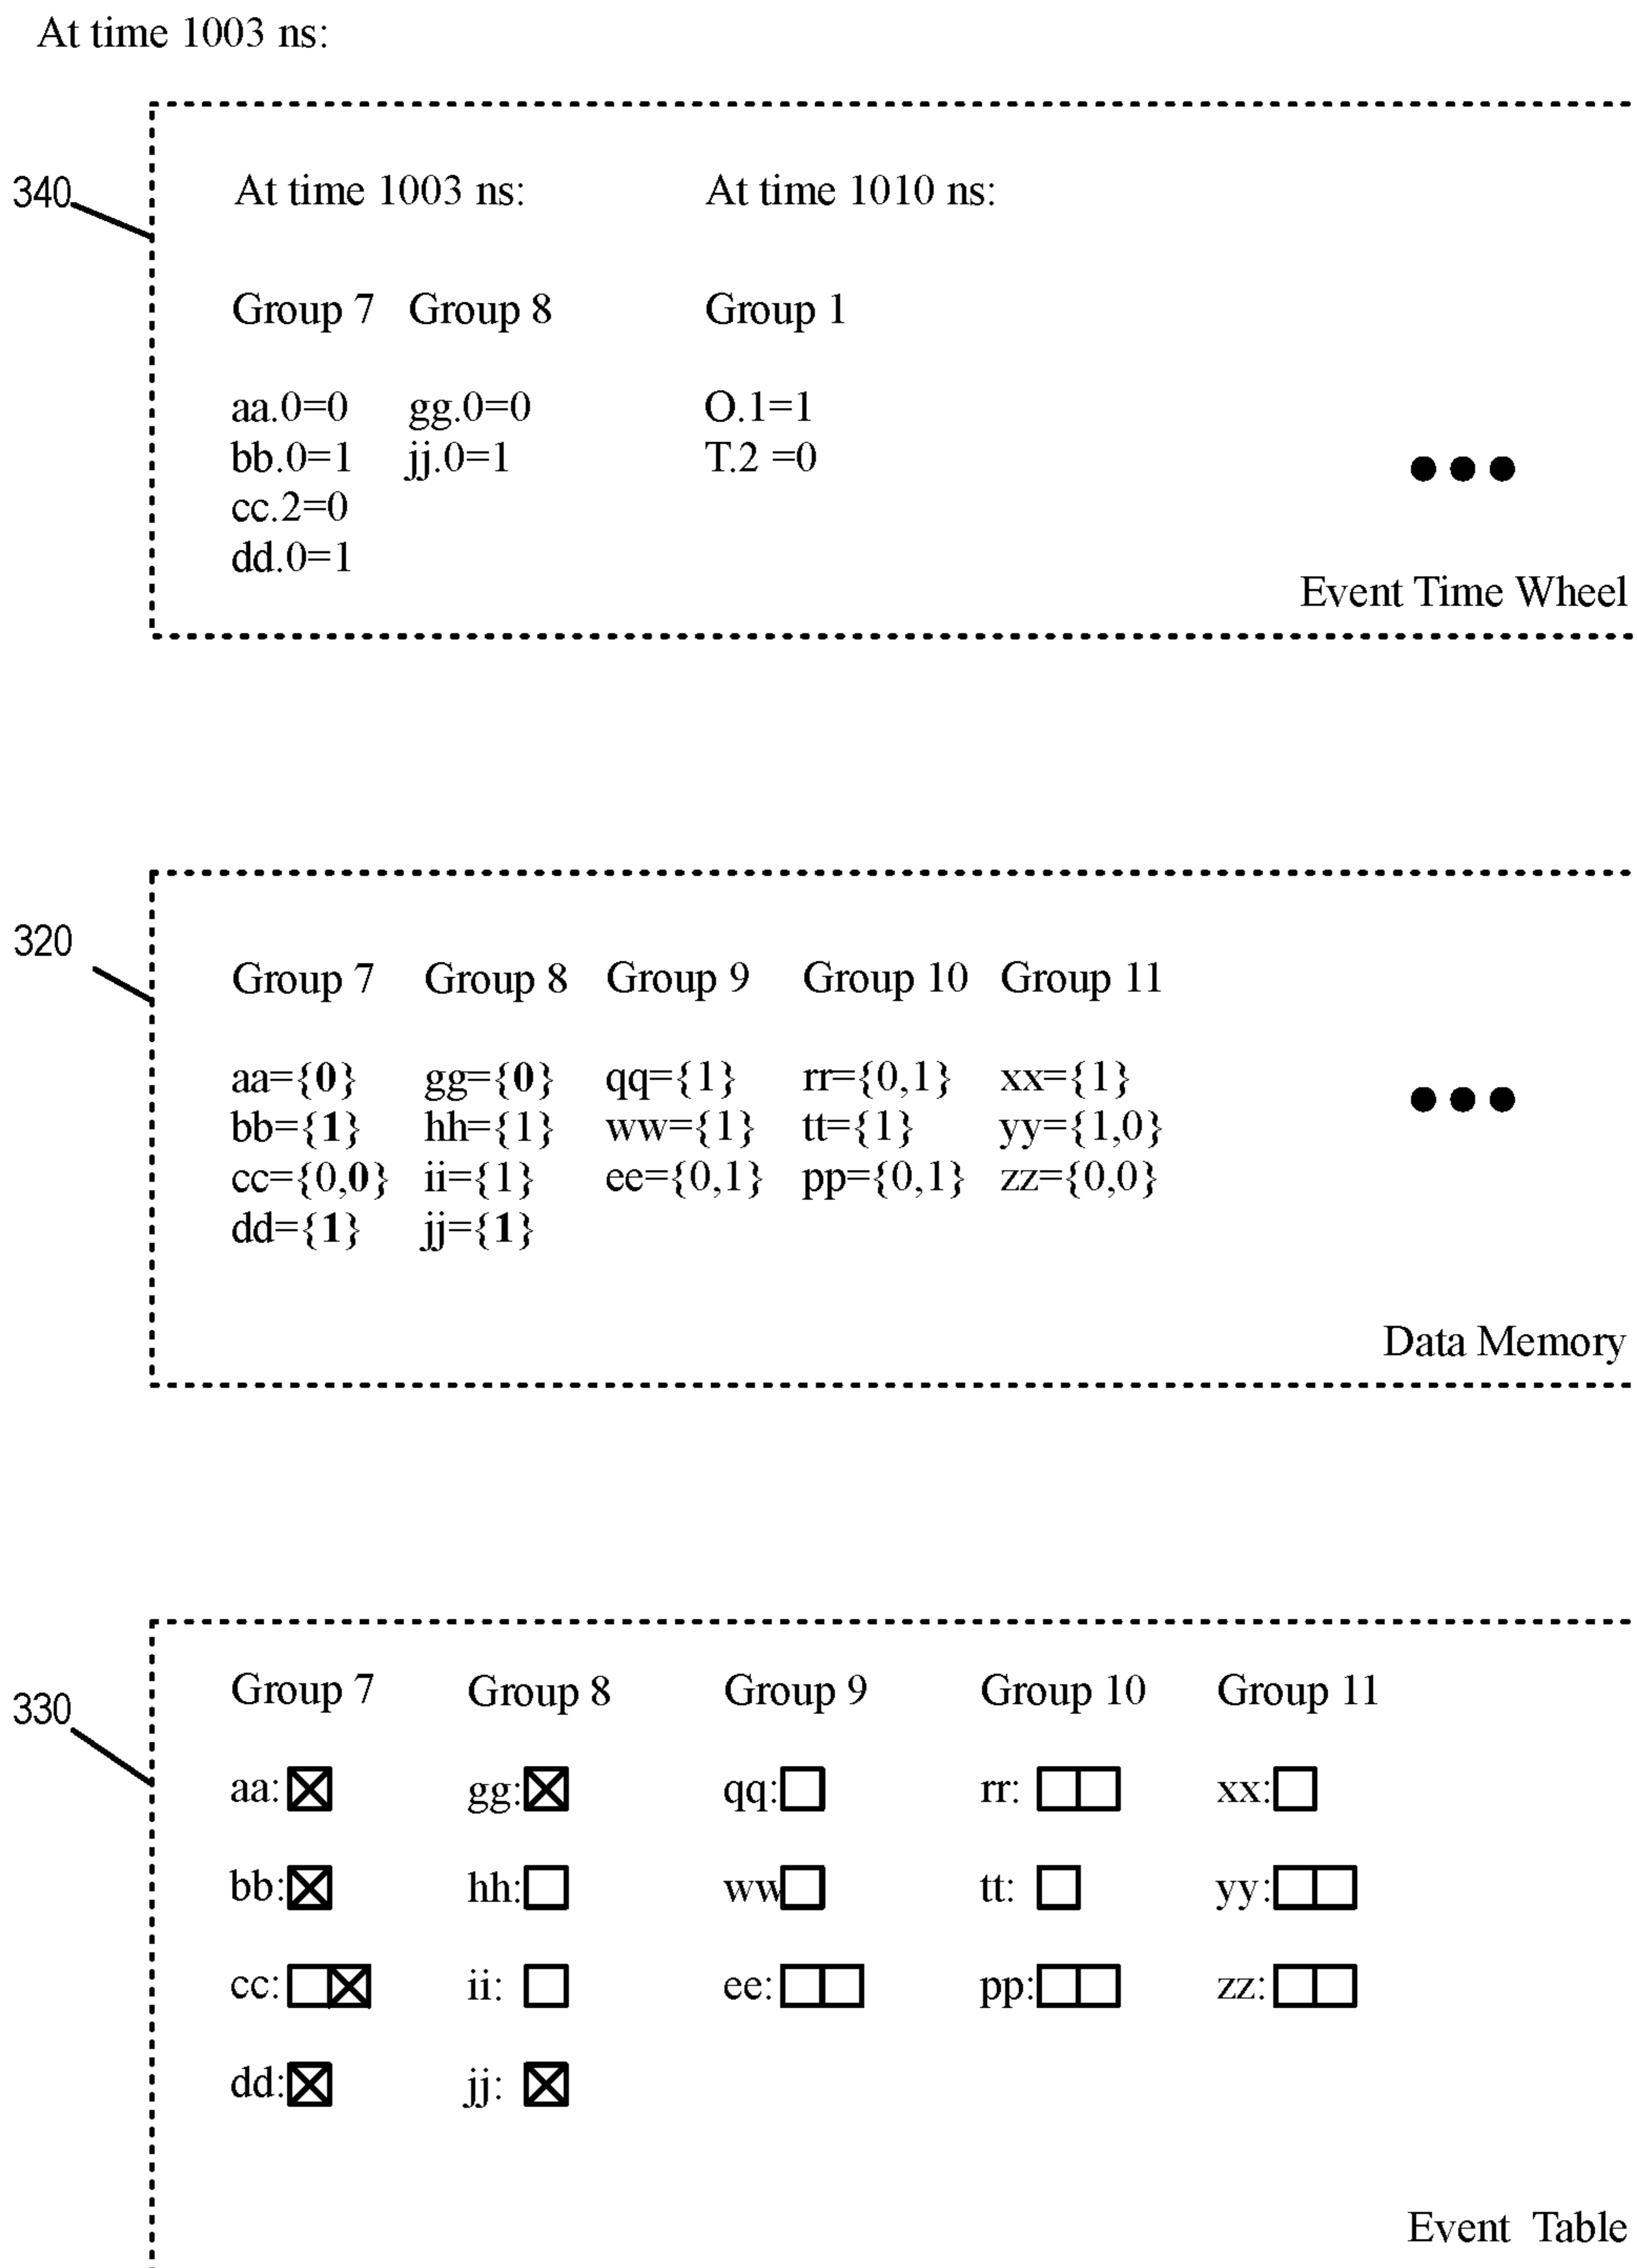 At time 1003 ns:
340
At time 1003 ns: At time 1010 ns:
Group 7 Group 8 Group 1
aa.0=0 gg.0=0 O.1=1
bb.0=1 jj.0=1 T.2 =0
cc.2=0
dd.0=1
Event Time Wheel
320
Group 7 Group 8 Group 9 Group 10 Group 11
aa={0} gg={0} qq={1} rr={0,1} xx={1}
bb={1} hh={1} ww={1} tt={1} yy={1,0}
cc={0,0} ii={1} ee={0,1} pp={0,1} zz={0,0}
dd={1} jj={1}
Data Memory
330
Group 7 Group 8 Group 9 Group 10 Group 11
aa: gg: qq: rr: xx:
bb: hh: ww tt: yy:
cc: ii: ee: pp: zz:
dd: jj:
Event Table